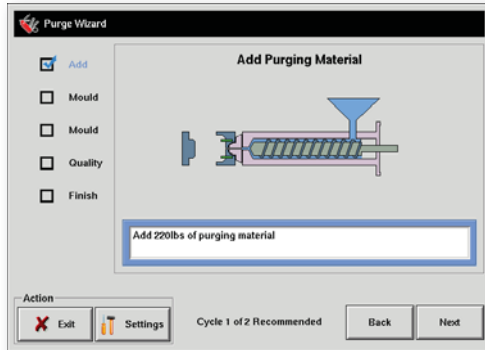 Purge Wizard
Add
Mould
Mould
Quality
Finish
Add Purging Material
Add 220lbs of purging material
Action
Exit
Settings
Cycle 1 of 2 Recommended
Back
Next